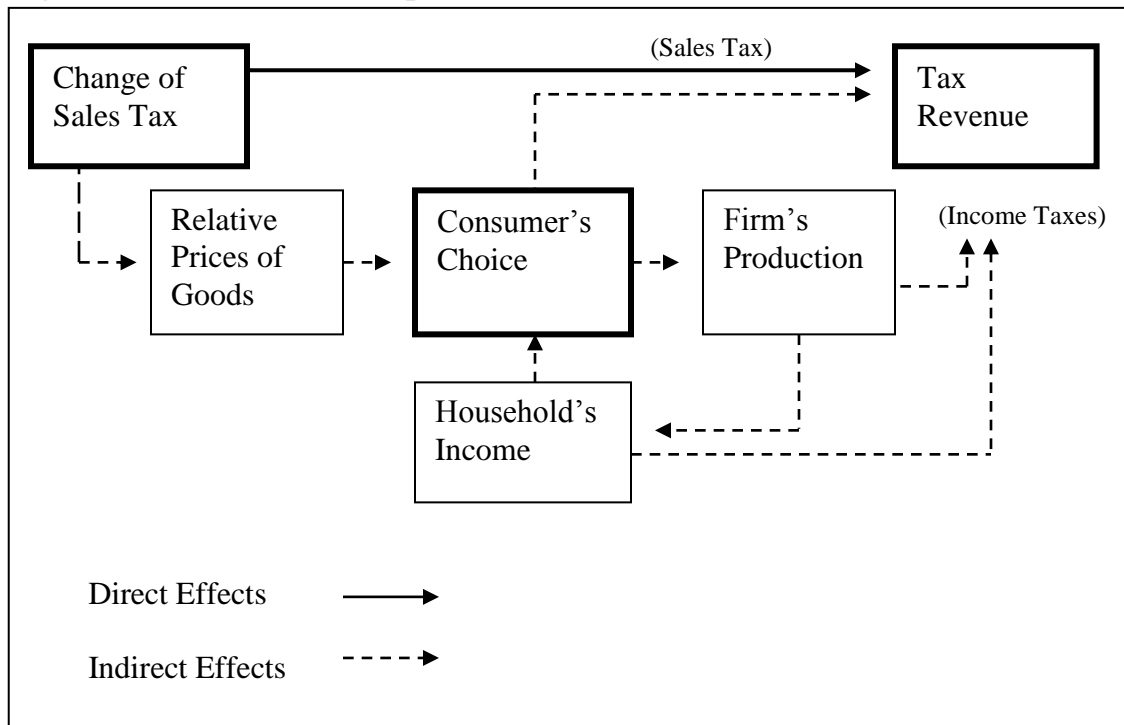 (Sales Tax)
Change of
Sales Tax
Tax
Revenue
Relative
Prices of
Goods
Consumer’s
Choice
Firm’s
Production
(Income Taxes)
Household’s
Income
Direct Effects
Indirect Effects